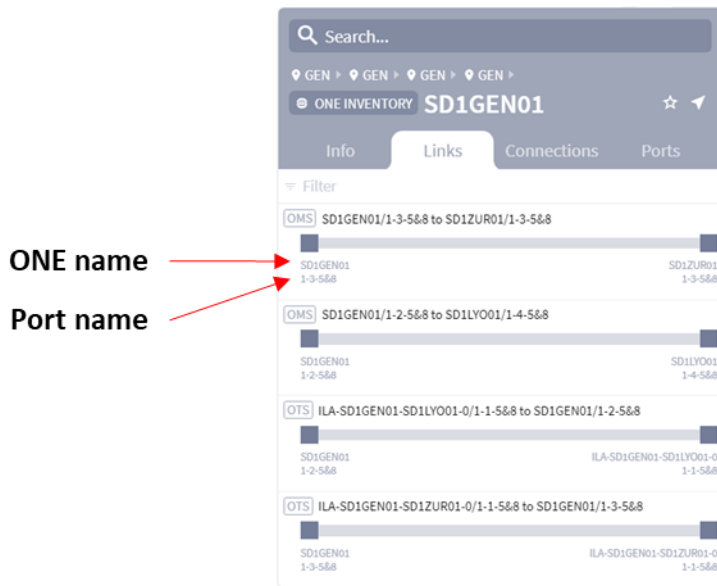 Search...
GEN GEN GEN GEN
ONE INVENTORY SD1GEN01
Info Links Connections Ports
Filter
OMS SD1GEN01/1-3-5&8 to SD1ZUR01/1-3-5&8
ONE name
SD1GEN01 SD1ZUR01
Port name
1-3-5&8 1-3-5&8
OMS SD1GEN01/1-2-5&8 to SD1LYO01/1-4-5&8
SD1GEN01 SD1LYO01
1-2-5&8 1-4-5&8
OTS ILA-SD1GEN01-SD1LYO01-0/1-1-5&8 to SD1GEN01/1-2-5&8
SD1GEN01 ILA-SD1GEN01-SD1LYO01-0
1-2-5&8 1-1-5&8
OTS ILA-SD1GEN01-SD1ZUR01-0/1-1-5&8 to SD1GEN01/1-3-5&8
SD1GEN01 ILA-SD1GEN01-SD1ZUR01-0
1-3-5&8 1-1-5&8